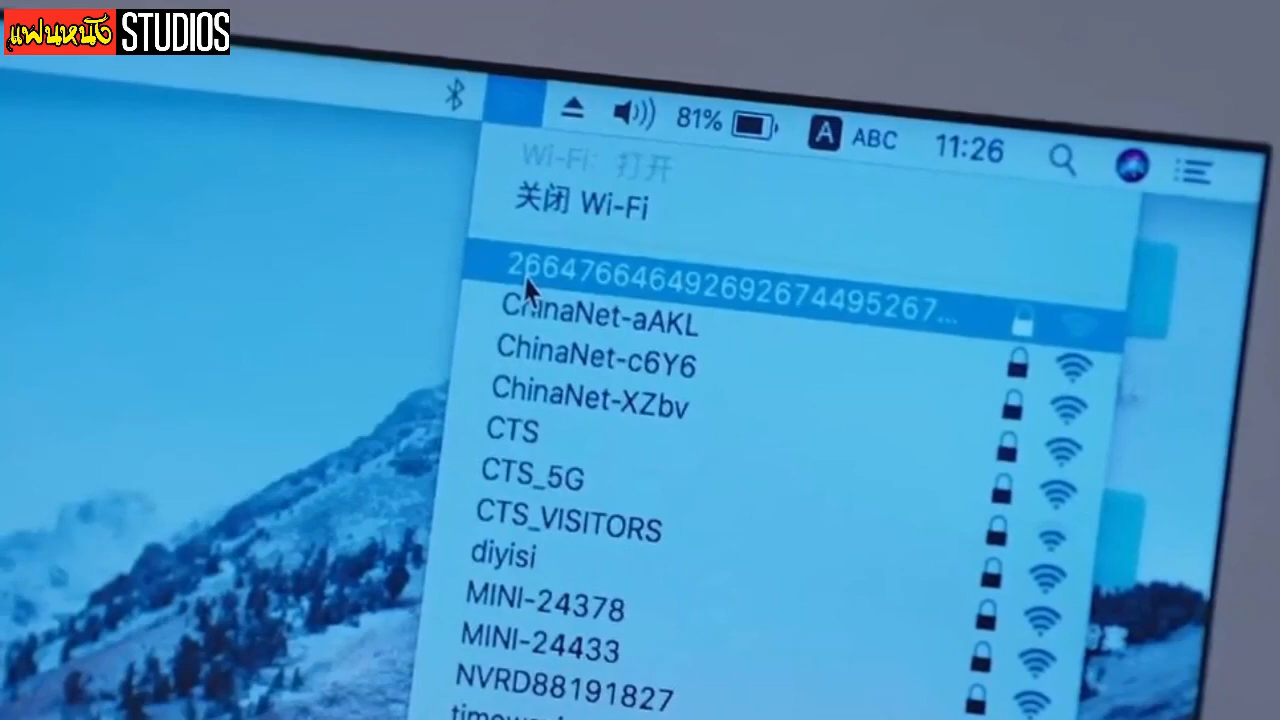 แฟนหนัง STUDIOS
81% A ABC 11:26
Wi-Fi: 打开
关闭 Wi-Fi
266476646492692674495267...
ChinaNet-aAKL
ChinaNet-c6Y6
ChinaNet-XZbv
CTS
CTS_5G
CTS_VISITORS
diyisi
MINI-24378
MINI-24433
NVRD88191827